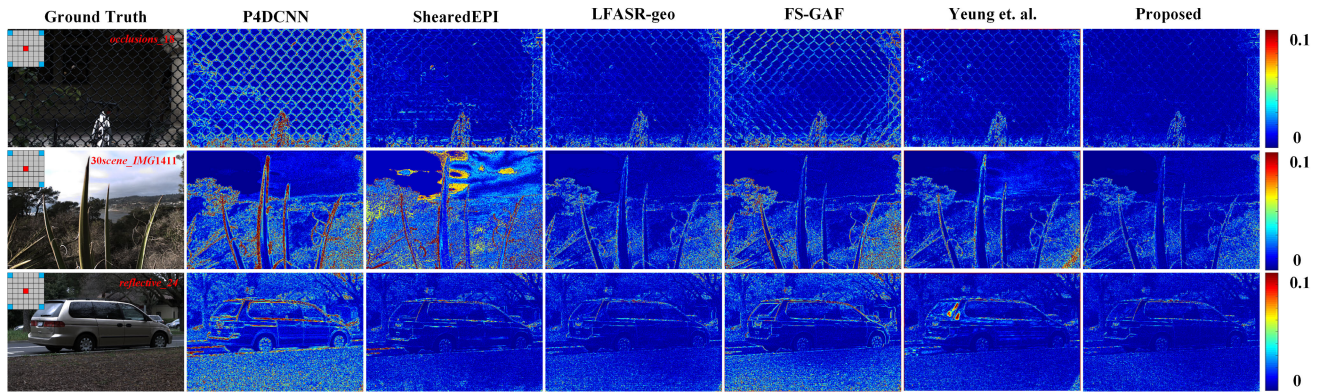 Ground Truth P4DCNN ShearedEPI LFASR-geo FS-GAF Yeung et. al. Proposed
occlusions_
0.1
0
30scene_IMG1411
0.1
0
reflective_29
0.1
0